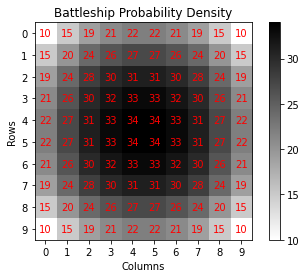 Battleship Probability Density
0 10 15 19 21 22 22 21 19 15 10
1 15 20 24 26 27 27 26 24 20 15
2 19 24 28 30 31 31 30 28 24 19
3 21 26 30 32 33 33 32 30 26 21
4 22 27 31 33 34 34 33 31 27 22
5 22 27 31 33 34 34 33 31 27 22
6 21 26 30 32 33 33 32 30 26 21
7 19 24 28 30 31 31 30 28 24 19
8 15 20 24 26 27 27 26 24 20 15
9 10 15 19 21 22 22 21 19 15 10
0 1 2 3 4 5 6 7 8 9
Rows
Columns
30
25
20
15
10